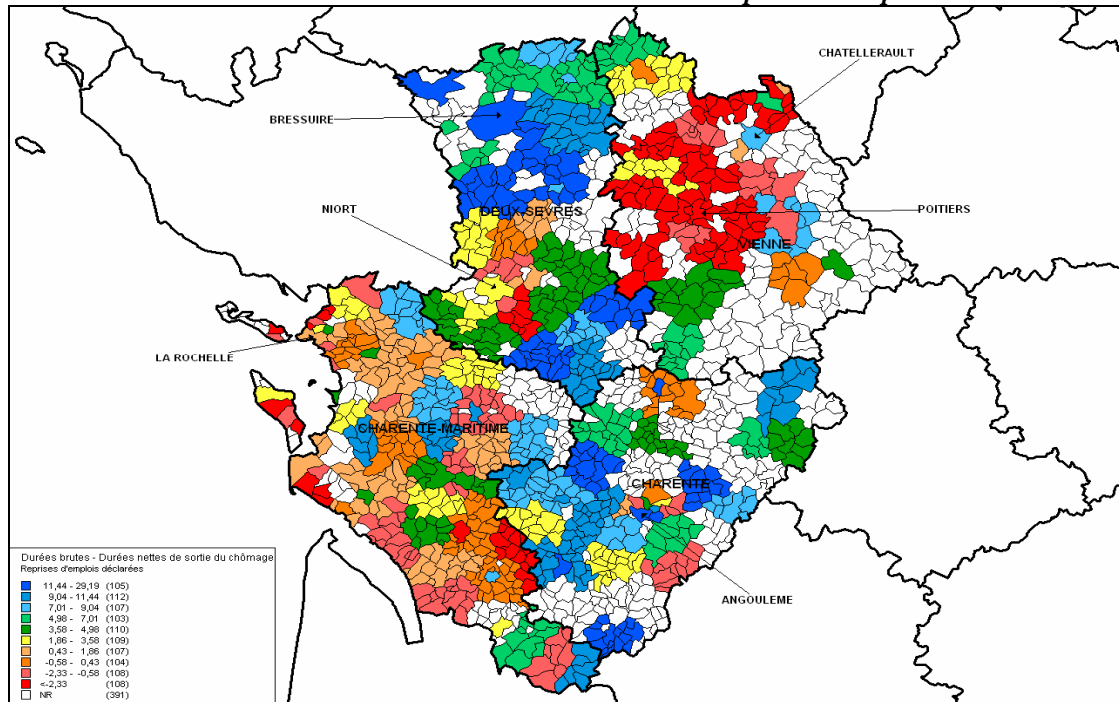 CHATELLERAULT
BRESSUIRE
NIORT
DEUX-SEVRES
POITIERS
VIENNE
LA ROCHELLE
CHARENTE-MARITIME
CHARENTE
ANGOULEME
Durées brutes - Durées nettes de sortie du chômage
Reprises d'emplois déclarées
11,44 - 29,19 (105)
9,04 - 11,44 (112)
7,01 - 9,04 (107)
4,98 - 7,01 (103)
3,58 - 4,98 (110)
1,86 - 3,58 (109)
0,43 - 1,86 (107)
-0,58 - 0,43 (104)
-2,33 - -0,58 (108)
<-2,33 (108)
NR (391)